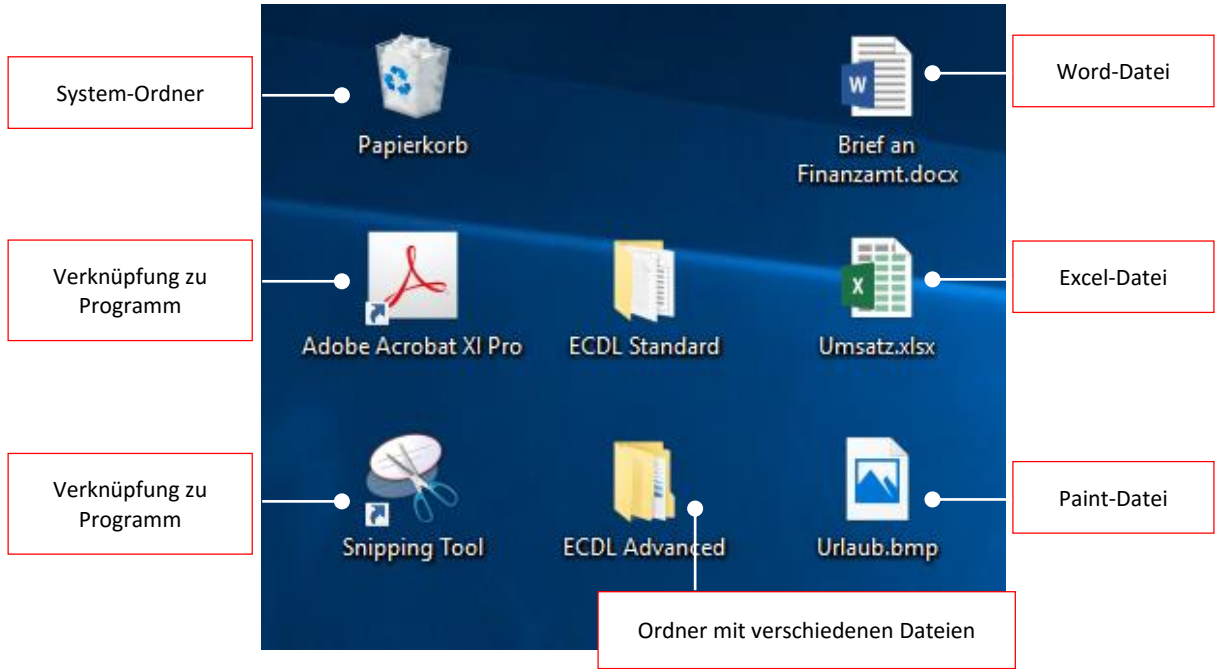 System-Ordner
Papierkorb
Word-Datei
Brief an
Finanzamt.docx
Verknüpfung zu
Programm
Adobe Acrobat XI Pro
ECDL Standard
Umsatz.xlsx
Excel-Datei
Verknüpfung zu
Programm
Snipping Tool
ECDL Advanced
Urlaub.bmp
Paint-Datei
Ordner mit verschiedenen Dateien